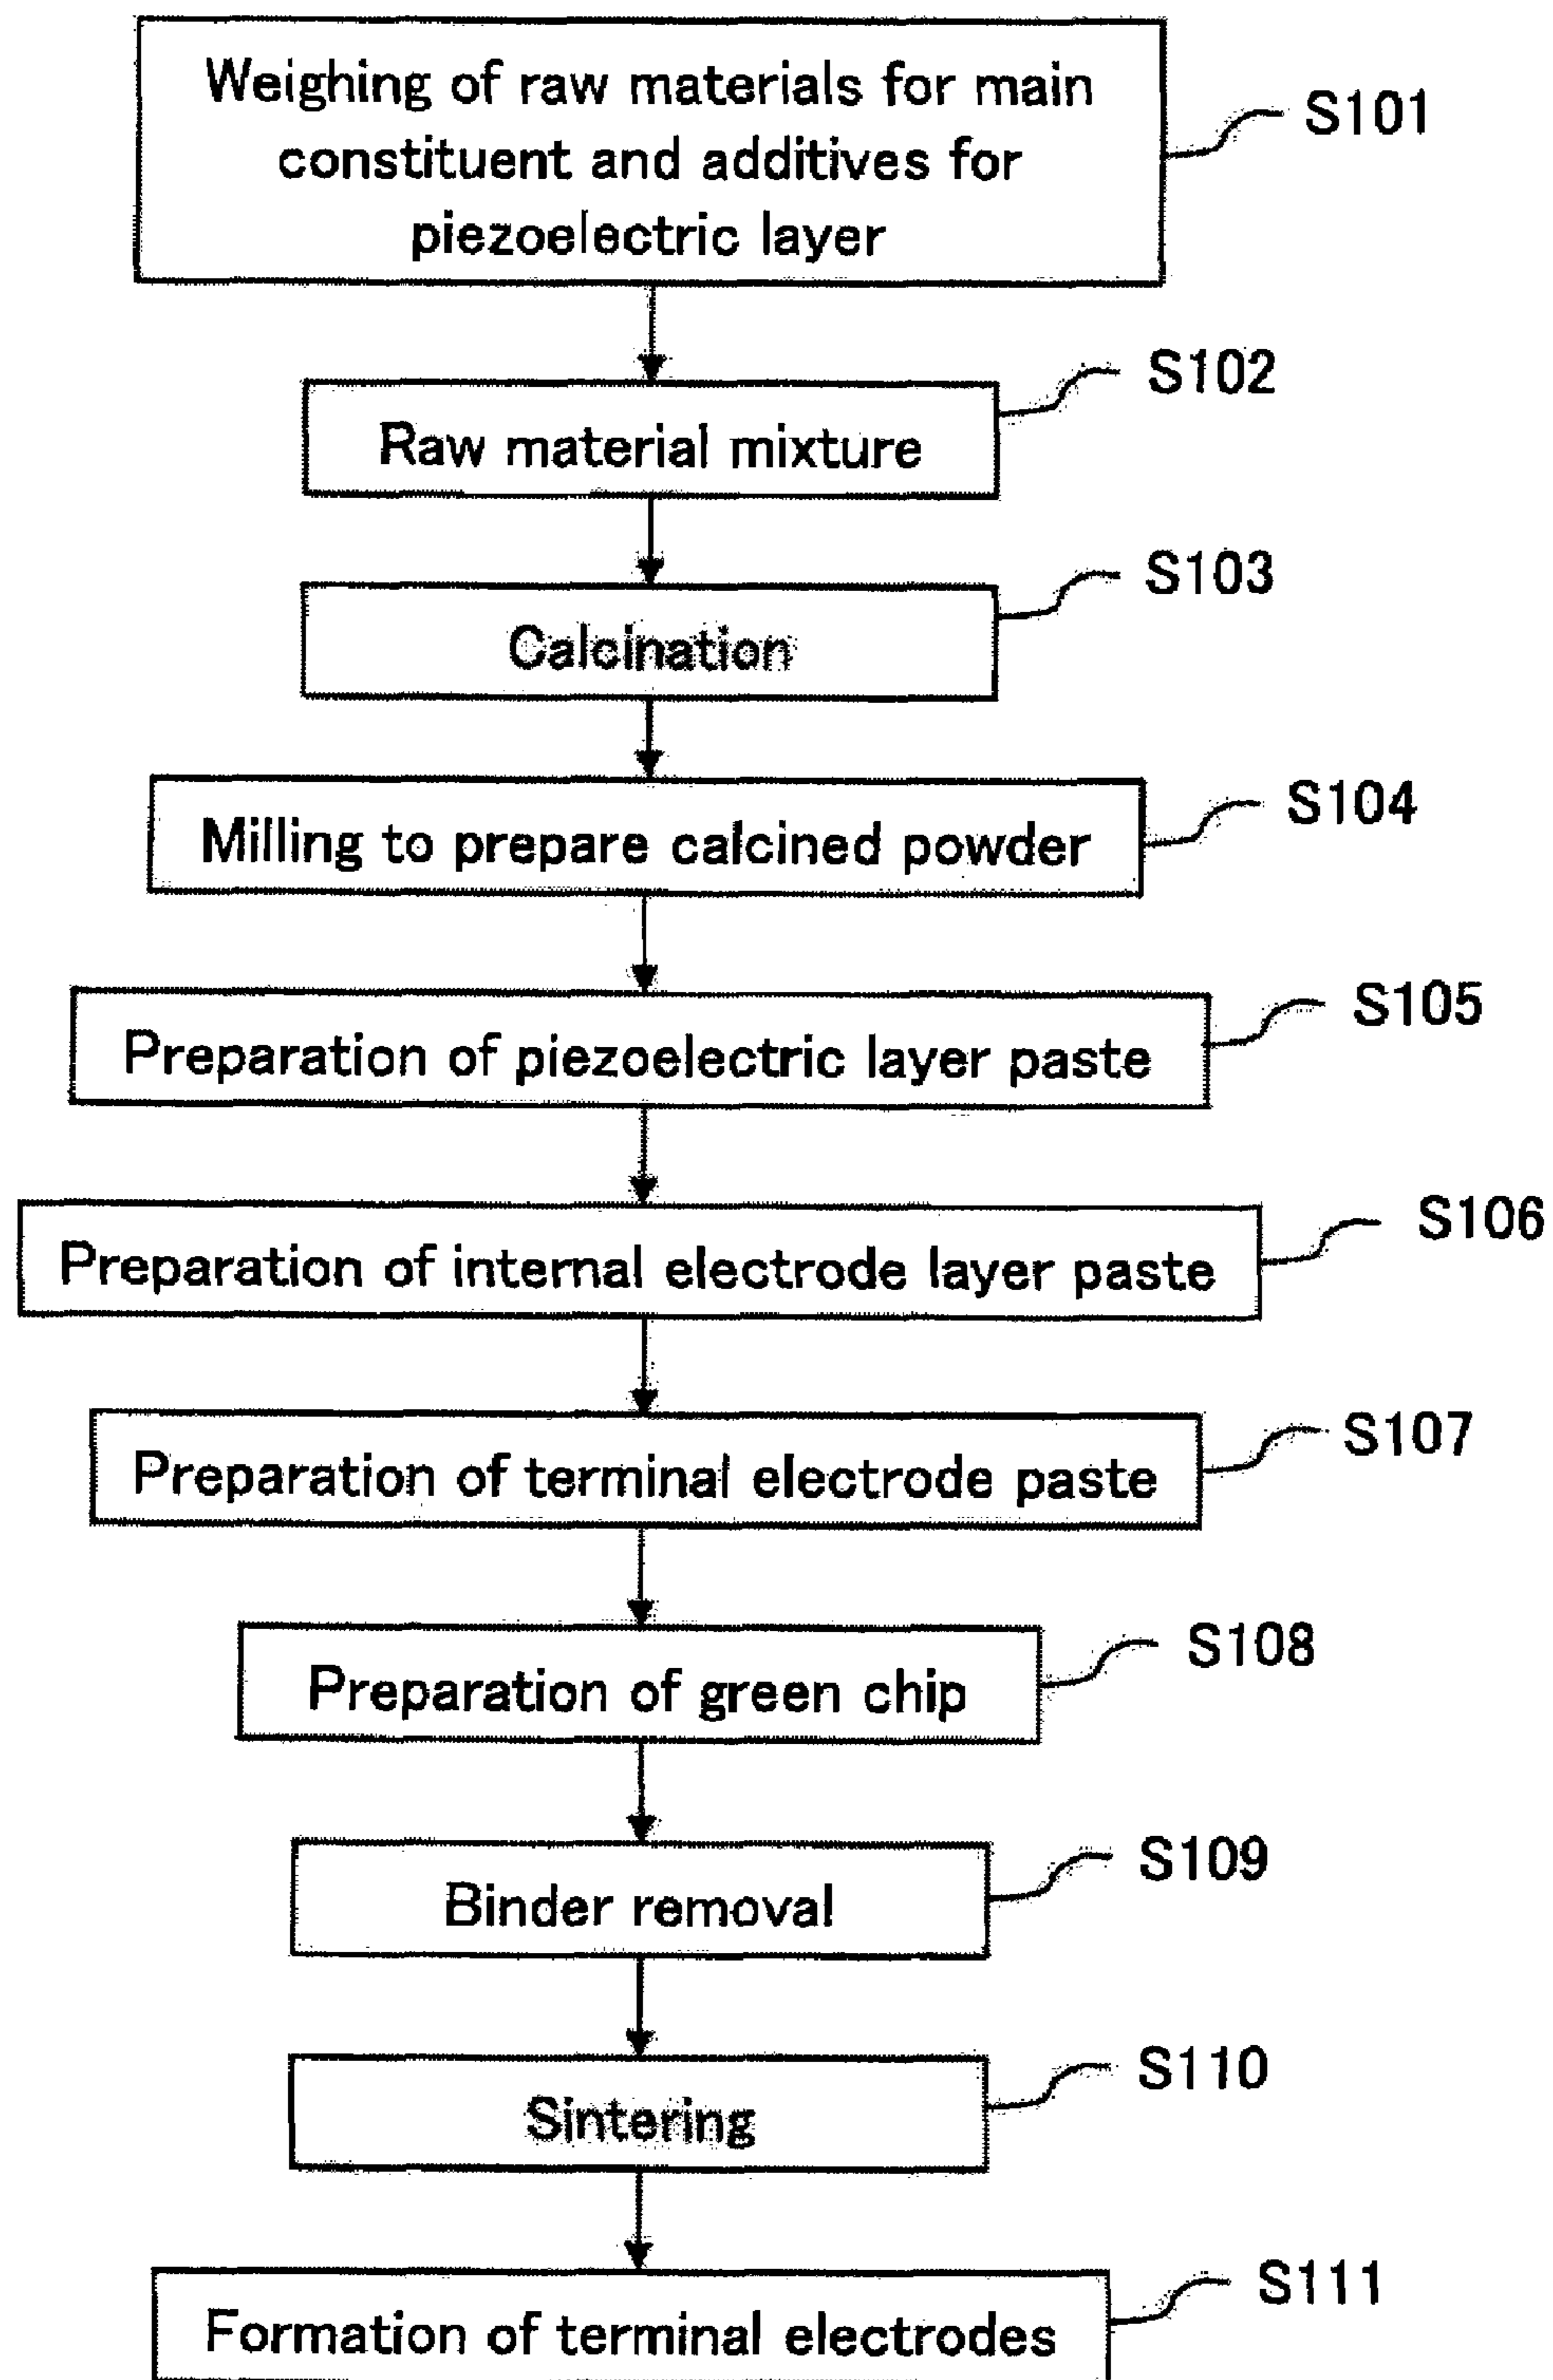 Weighing of raw materials for main
constituent and additives for
piezoelectric layer
S101
Raw material mixture
S102
Calcination
S103
Milling to prepare calcined powder
S104
Preparation of piezoelectric layer paste
S105
Preparation of internal electrode layer paste
S106
Preparation of terminal electrode paste
S107
Preparation of green chip
S108
Binder removal
S109
Sintering
S110
Formation of terminal electrodes
S111